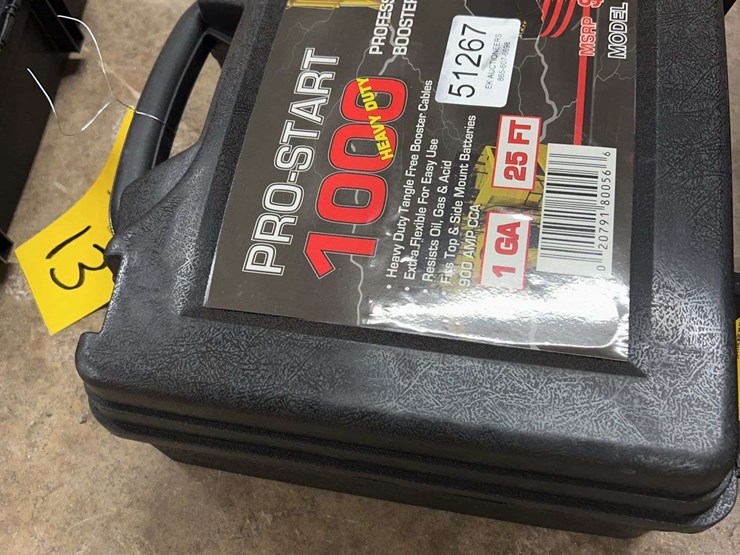 PRO-START
1000
HEAVY DUTY
PROFESS
BOOSTER
51267
EK AUCTIONEERS
MSRP $
MODEL
• Heavy Duty Tangle Free Booster Cables
• Extra Flexible For Easy Use
Resists Oil, Gas & Acid
• Fits Top & Side Mount Batteries
900 AMP CCA
1 GA
25 FT
0 20791 80056 6
13